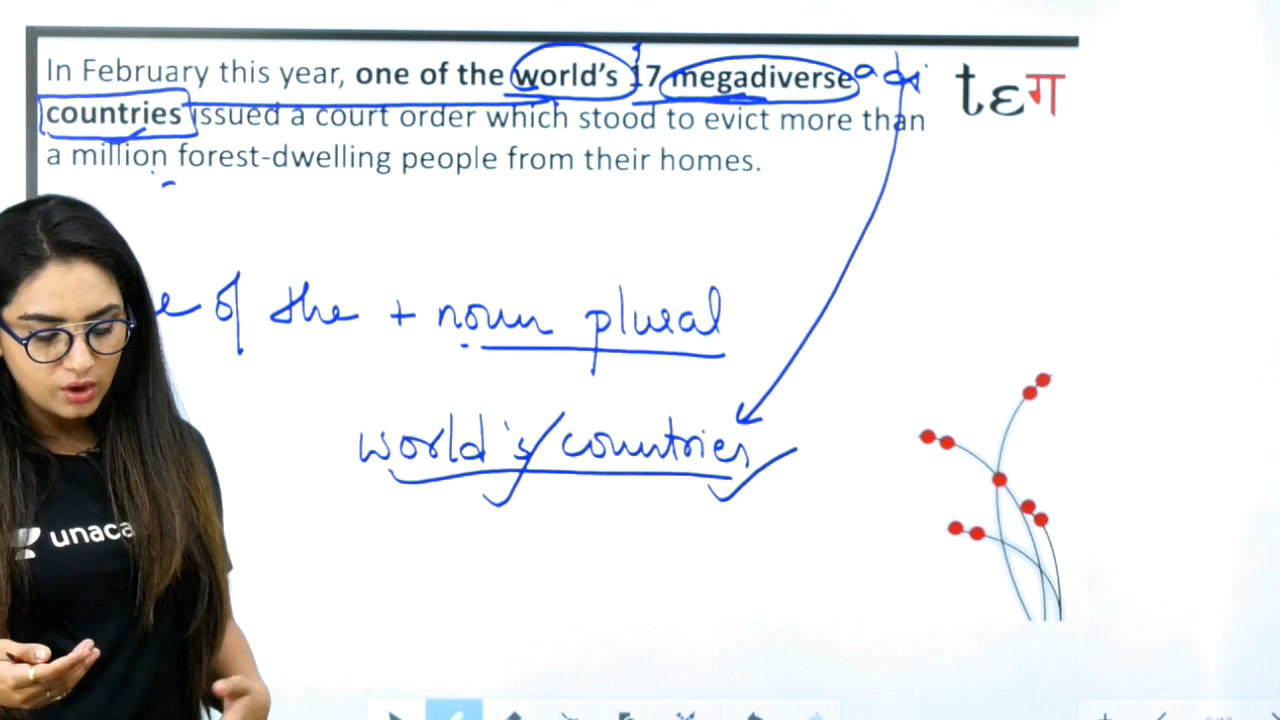 In February this year, one of the world's 17 megadiverse adj
countries issued a court order which stood to evict more than
a million forest-dwelling people from their homes.
tεग
e of the + noun plural
world's countries
unaca